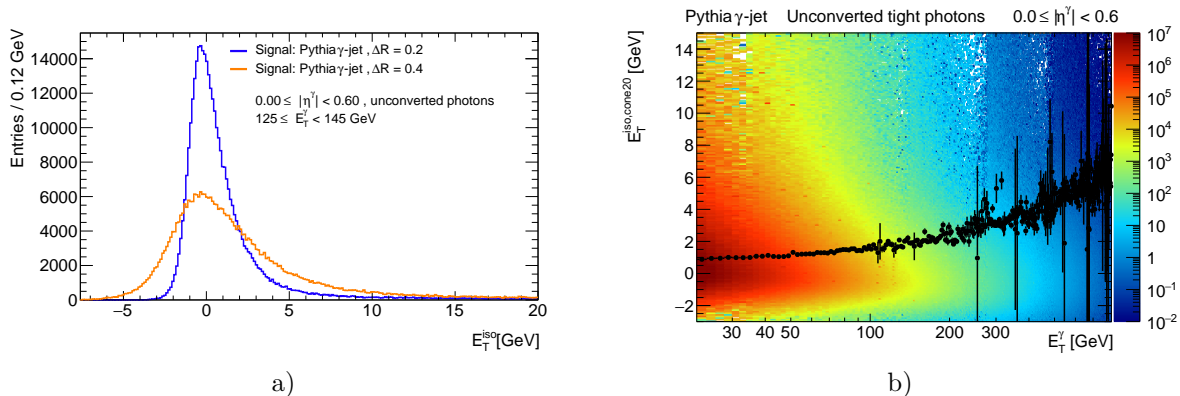 Entries / 0.12 GeV
14000
12000
10000
8000
6000
4000
2000
0
Signal: Pythia γ-jet , ΔR = 0.2
Signal: Pythia γ-jet , ΔR = 0.4
0.00 ≤ |η^γ| < 0.60 , unconverted photons
125 ≤ E_T^γ < 145 GeV
−5 0 5 10 15 20
E_T^iso [GeV]
a)
Pythia γ-jet Unconverted tight photons 0.0 ≤ |η^γ| < 0.6
E_T^iso,cone20 [GeV]
14
12
10
8
6
4
2
0
−2
30 40 50 100 200 300
E_T^γ [GeV]
10^7
10^6
10^5
10^4
10^3
10^2
10
1
10^−1
10^−2
b)